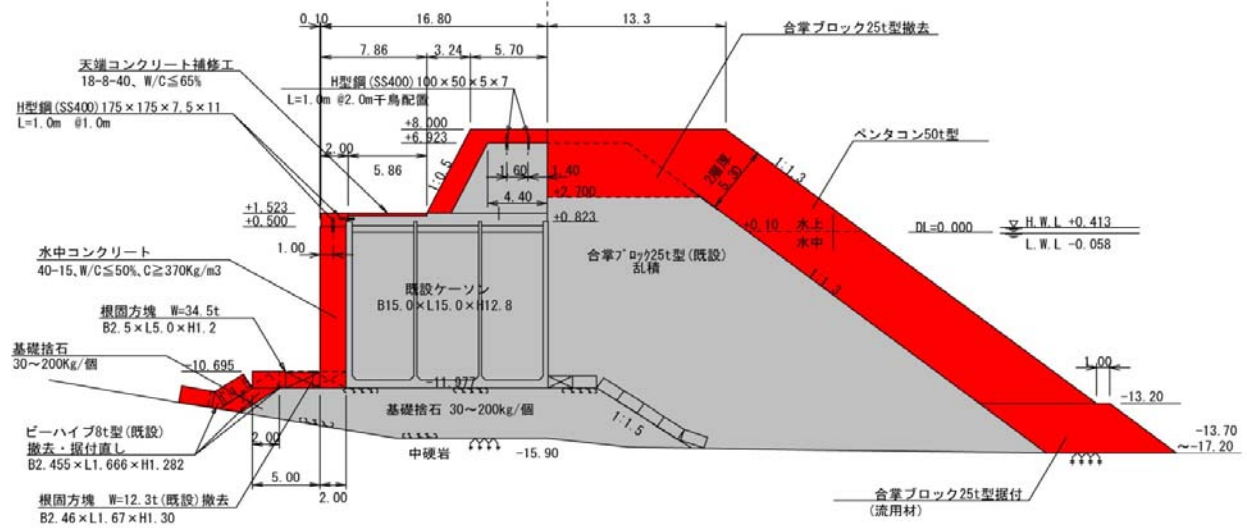 0.10
16.80
13.3
合掌ブロック25t型撤去
7.86
3.24
5.70
天端コンクリート補修工
18-8-40、W/C≦65%
H型鋼(SS400)100×50×5×7
L=1.0m @2.0m千鳥配置
H型鋼(SS400)175×175×7.5×11
L=1.0m @1.0m
+8.000
+6.923
ペンタコン50t型
2.00
5.86
1:0.5
1.60
1.40
4.40
2層厚
5.30
1:1.3
+2.700
+1.523
+0.500
+0.823
+0.10
水上
水中
DL=0.000
H.W.L +0.413
L.W.L -0.058
1.00
水中コンクリート
40-15、W/C≦50%、C≧370Kg/m3
合掌ブロック25t型(既設)
乱積
1:1.3
既設ケーソン
B15.0×L15.0×H12.8
根固方塊 W=34.5t
B2.5×L5.0×H1.2
基礎捨石
30～200Kg/個
-10.695
-11.977
1.00
-13.20
基礎捨石 30～200kg/個
1:1.5
ビーハイブ8t型(既設)
撤去・据付直し
B2.455×L1.666×H1.282
2.00
中硬岩
-15.90
-13.70
～-17.20
5.00
2.00
根固方塊 W=12.3t(既設)撤去
B2.46×L1.67×H1.30
合掌ブロック25t型据付
(流用材)